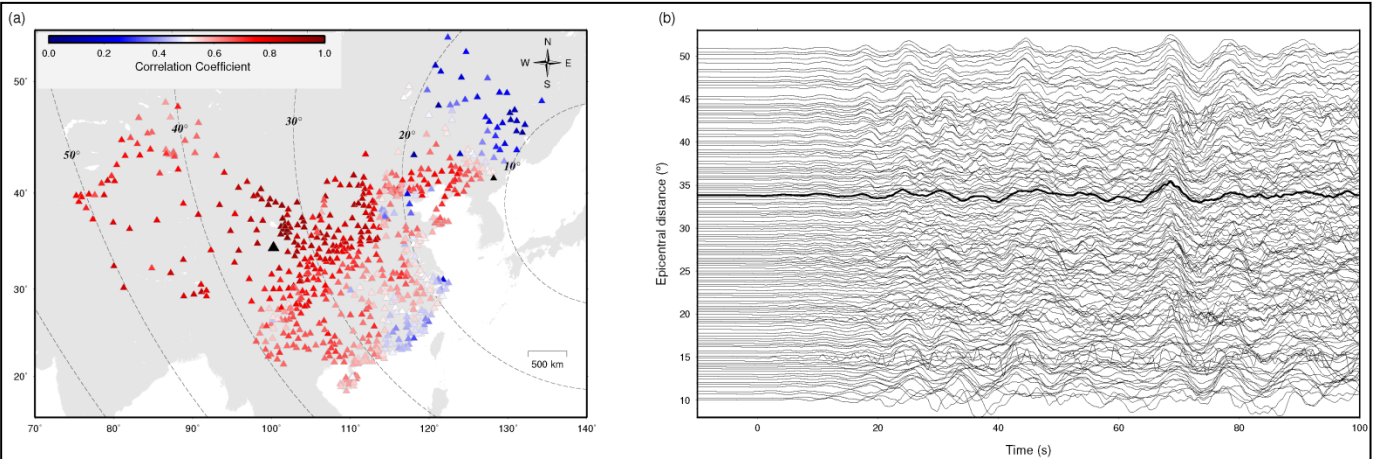 (a)
0.0 0.2 0.4 0.6 0.8 1.0
Correlation Coefficient
N
W E
S
50°
40°
30°
20°
10°
500 km
50˚
40˚
30˚
20˚
70˚ 80˚ 90˚ 100˚ 110˚ 120˚ 130˚ 140˚
(b)
Epicentral distance (°)
50
45
40
35
30
25
20
15
10
0 20 40 60 80 100
Time (s)